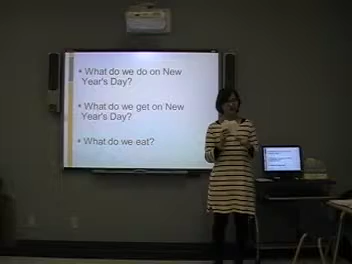 • What do we do on New
Year's Day?
• What do we get on New
Year's Day?
• What do we eat?